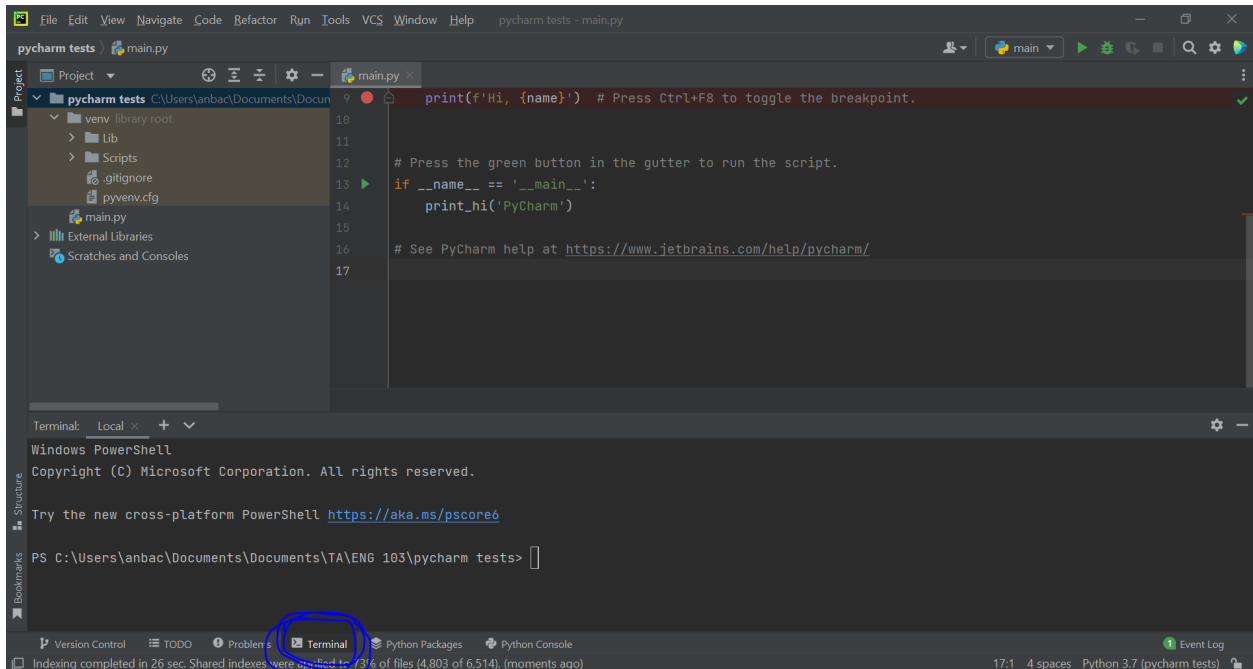 PC File Edit View Navigate Code Refactor Run Tools VCS Window Help pycharm tests - main.py
pycharm tests main.py main
Project main.py
Project
pycharm tests C:\Users\anbac\Documents\Docun
venv library root
Lib
Scripts
.gitignore
pyvenv.cfg
main.py
External Libraries
Scratches and Consoles
9 print(f'Hi, {name}')  # Press Ctrl+F8 to toggle the breakpoint.
10
11
12 # Press the green button in the gutter to run the script.
13 if __name__ == '__main__':
14 print_hi('PyCharm')
15
16 # See PyCharm help at https://www.jetbrains.com/help/pycharm/
17
Terminal: Local
Windows PowerShell
Copyright (C) Microsoft Corporation. All rights reserved.
Try the new cross-platform PowerShell https://aka.ms/pscore6
PS C:\Users\anbac\Documents\Documents\TA\ENG 103\pycharm tests>
Structure
Bookmarks
Version Control TODO Problems Terminal Python Packages Python Console 1 Event Log
Indexing completed in 26 sec. Shared indexes were applied to 73% of files (4,803 of 6,514). (moments ago) 17:1 4 spaces Python 3.7 (pycharm tests)